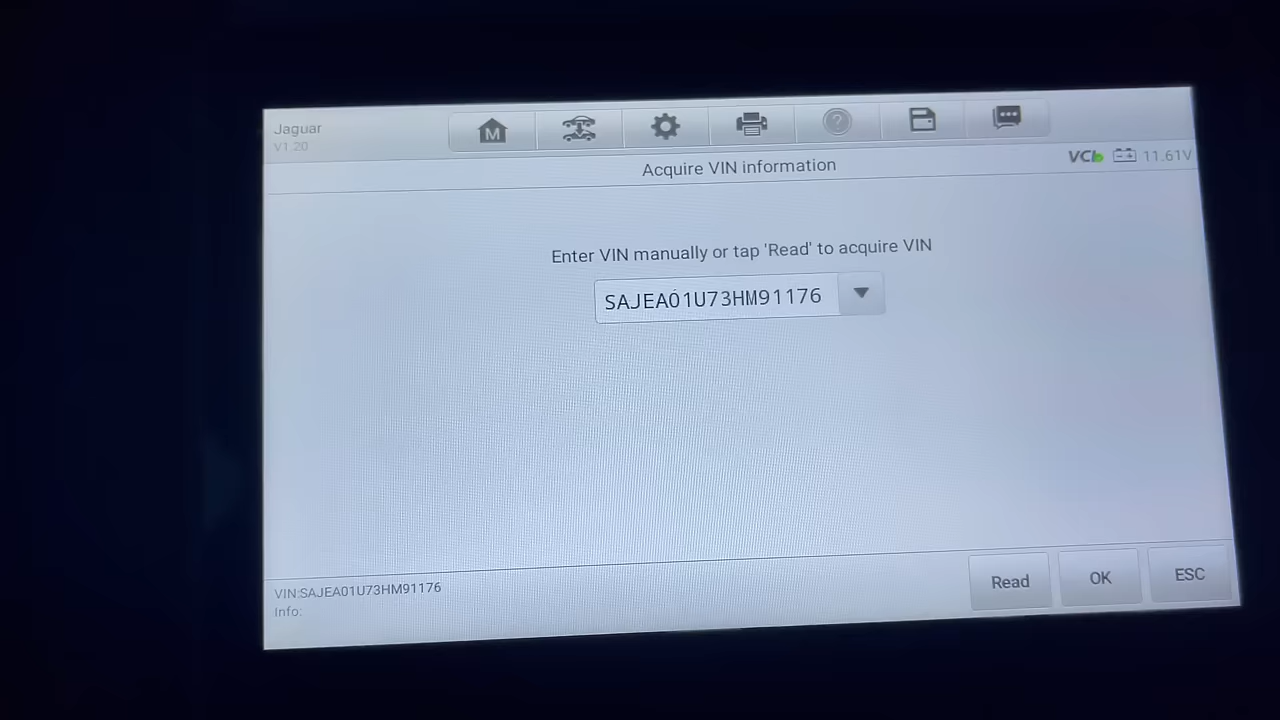 Jaguar
V1.20
M
?
Acquire VIN information
VCI
11.61V
Enter VIN manually or tap 'Read' to acquire VIN
SAJEA01U73HM91176
VIN:SAJEA01U73HM91176
Info:
Read
OK
ESC